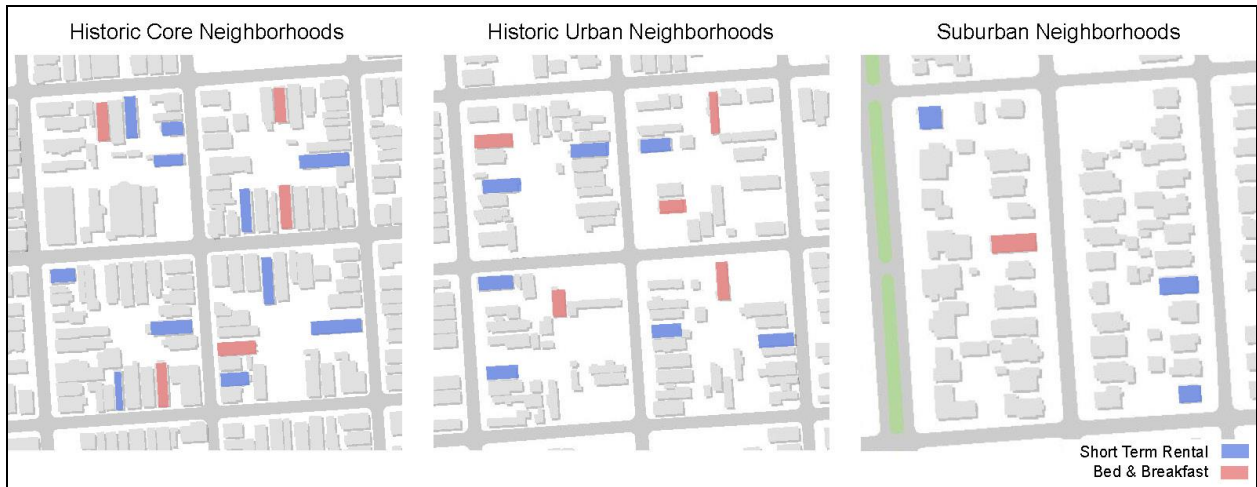 Historic Core Neighborhoods
Historic Urban Neighborhoods
Suburban Neighborhoods
Short Term Rental
Bed & Breakfast